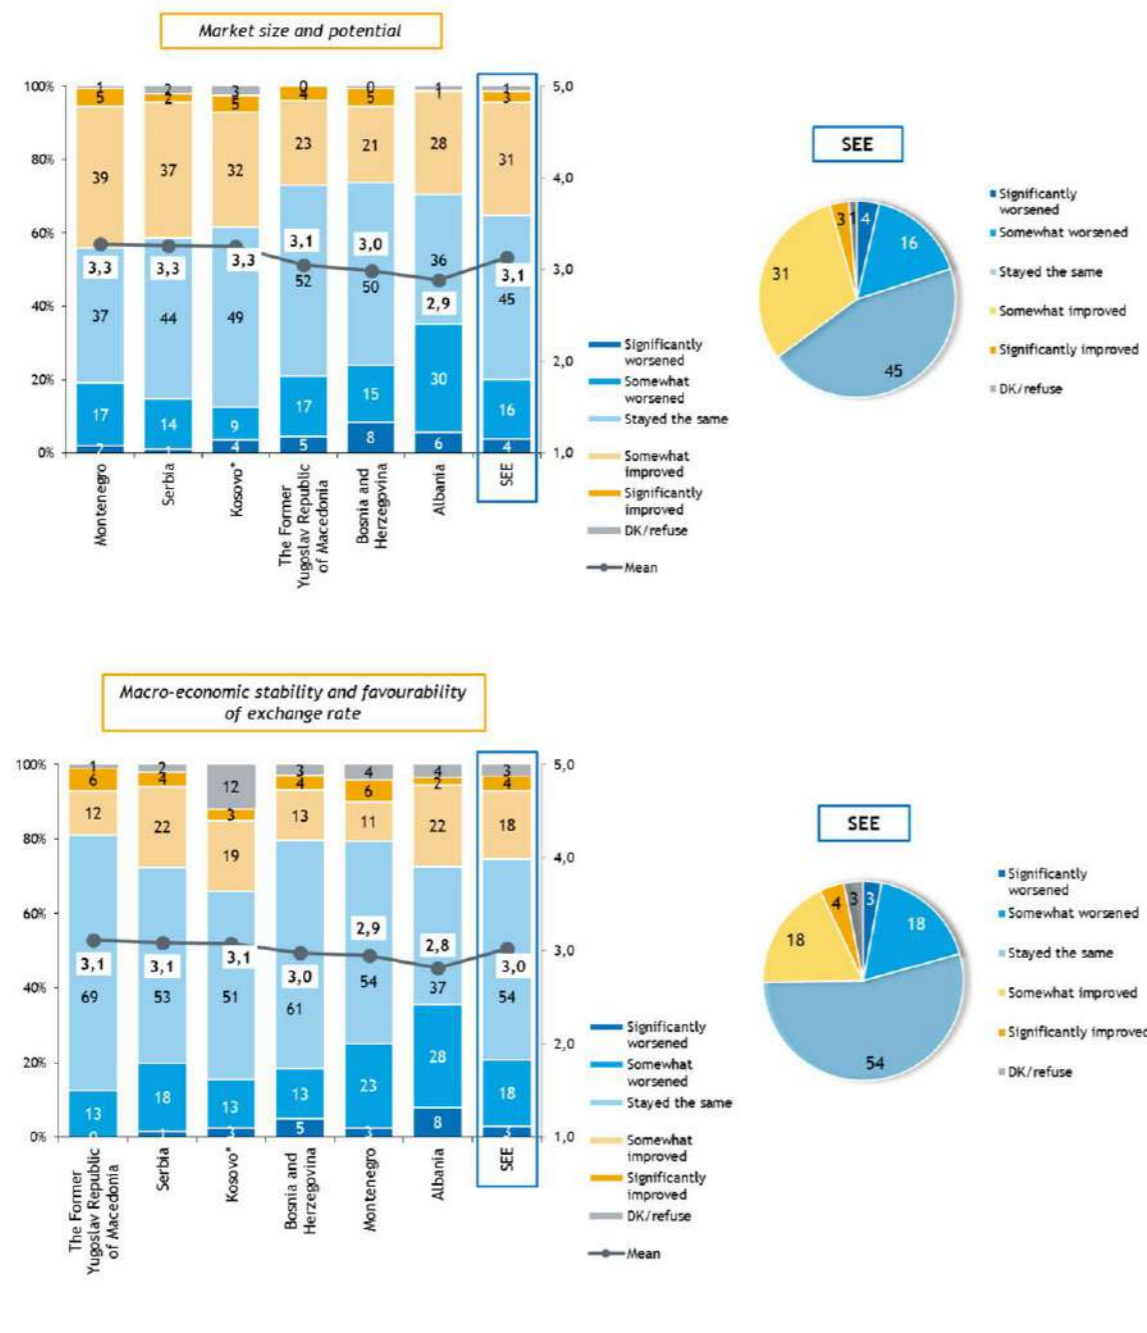 Market size and potential
100%
80%
60%
40%
20%
0%
1 2 3 0 0 1 1
5 2 5 4 5 1 3
39 37 32 23 21 28 31
37 44 49 52 50 36 45
17 14 9 17 15 30 16
2 1 4 5 8 6 4
3,3 3,3 3,3 3,1 3,0 2,9 3,1
5,0
4,0
3,0
2,0
1,0
Montenegro
Serbia
Kosovo*
The Former
Yugoslav Republic
of Macedonia
Bosnia and
Herzegovina
Albania
SEE
Significantly
worsened
Somewhat
worsened
Stayed the same
Somewhat
improved
Significantly
improved
DK/refuse
Mean
SEE
3 1 4
16
31
45
Significantly
worsened
Somewhat worsened
Stayed the same
Somewhat improved
Significantly improved
DK/refuse
Macro-economic stability and favourability
of exchange rate
100%
80%
60%
40%
20%
0%
1 2 12 3 4 4 3
6 4 3 4 6 2 4
12 22 19 13 11 22 18
69 53 51 61 54 37 54
13 18 13 13 23 28 18
0 1 3 5 3 8 3
3,1 3,1 3,1 3,0 2,9 2,8 3,0
5,0
4,0
3,0
2,0
1,0
The Former
Yugoslav Republic
of Macedonia
Serbia
Kosovo*
Bosnia and
Herzegovina
Montenegro
Albania
SEE
Significantly
worsened
Somewhat
worsened
Stayed the same
Somewhat
improved
Significantly
improved
DK/refuse
Mean
SEE
4 3 3
18
18
54
Significantly
worsened
Somewhat worsened
Stayed the same
Somewhat improved
Significantly improved
DK/refuse